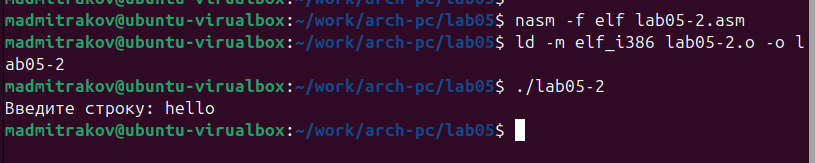 madmitrakov@ubuntu-virualbox:~/work/arch-pc/lab05$ nasm -f elf lab05-2.asm
madmitrakov@ubuntu-virualbox:~/work/arch-pc/lab05$ ld -m elf_i386 lab05-2.o -o l
ab05-2
madmitrakov@ubuntu-virualbox:~/work/arch-pc/lab05$ ./lab05-2
Введите строку: hello
madmitrakov@ubuntu-virualbox:~/work/arch-pc/lab05$